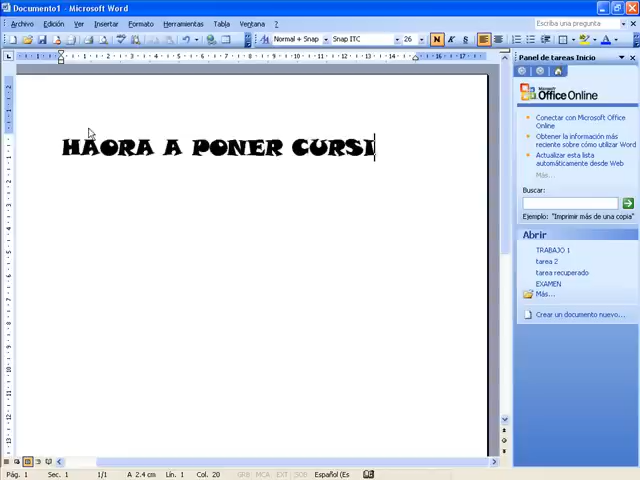 Documento1 - Microsoft Word
Archivo Edición Ver Insertar Formato Herramientas Tabla Ventana ?
Escriba una pregunta
Normal + Snap Snap ITC 26 N K S
Panel de tareas Inicio
Office Online
Conectar con Microsoft Office
Online
Obtener la información más
reciente sobre cómo utilizar Word
Actualizar esta lista
automáticamente desde Web
Más...
Buscar:
Ejemplo: "Imprimir más de una copia"
Abrir
TRABAJO 1
tarea 2
tarea recuperado
EXAMEN
Más...
Crear un documento nuevo...
HAORA A PONER CURSI
Pág. 1 Sec. 1 1/1 A 2.4 cm Lín. 1 Col. 20 GRB MCA EXT SOB Español (Es